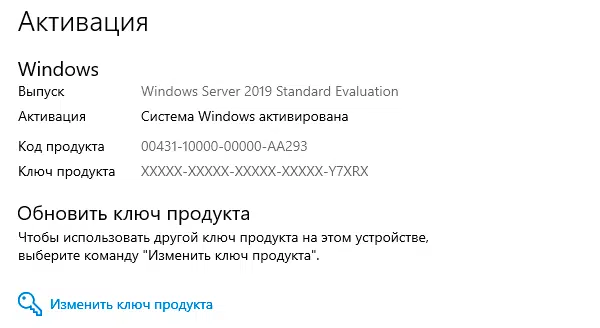 Активация
Windows
Выпуск Windows Server 2019 Standard Evaluation
Активация Система Windows активирована
Код продукта 00431-10000-00000-AA293
Ключ продукта XXXXX-XXXXX-XXXXX-XXXXX-Y7XRX
Обновить ключ продукта
Чтобы использовать другой ключ продукта на этом устройстве,
выберите команду "Изменить ключ продукта".
Изменить ключ продукта